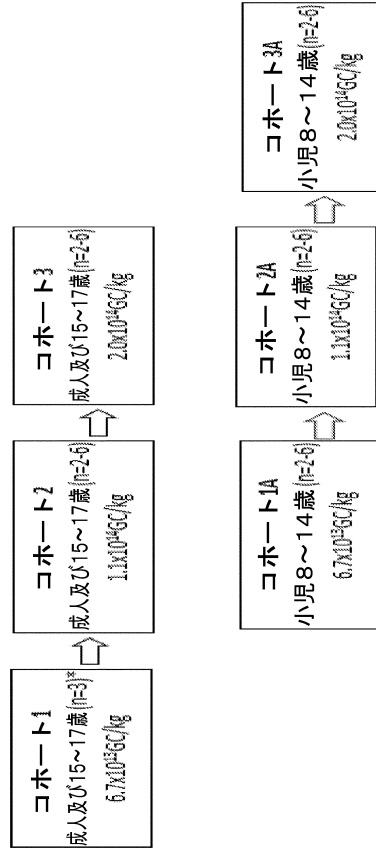 コホート1
成人及び15~17歳(n=3)*
6.7x10¹³GC/kg
コホート2
成人及び15~17歳(n=2-6)
1.1x10¹⁴GC/kg
コホート3
成人及び15~17歳(n=2-6)
2.0x10¹⁴GC/kg
コホート1A
小児8~14歳(n=2-6)
6.7x10¹³GC/kg
コホート2A
小児8~14歳(n=2-6)
1.1x10¹⁴GC/kg
コホート3A
小児8~14歳(n=2-6)
2.0x10¹⁴GC/kg